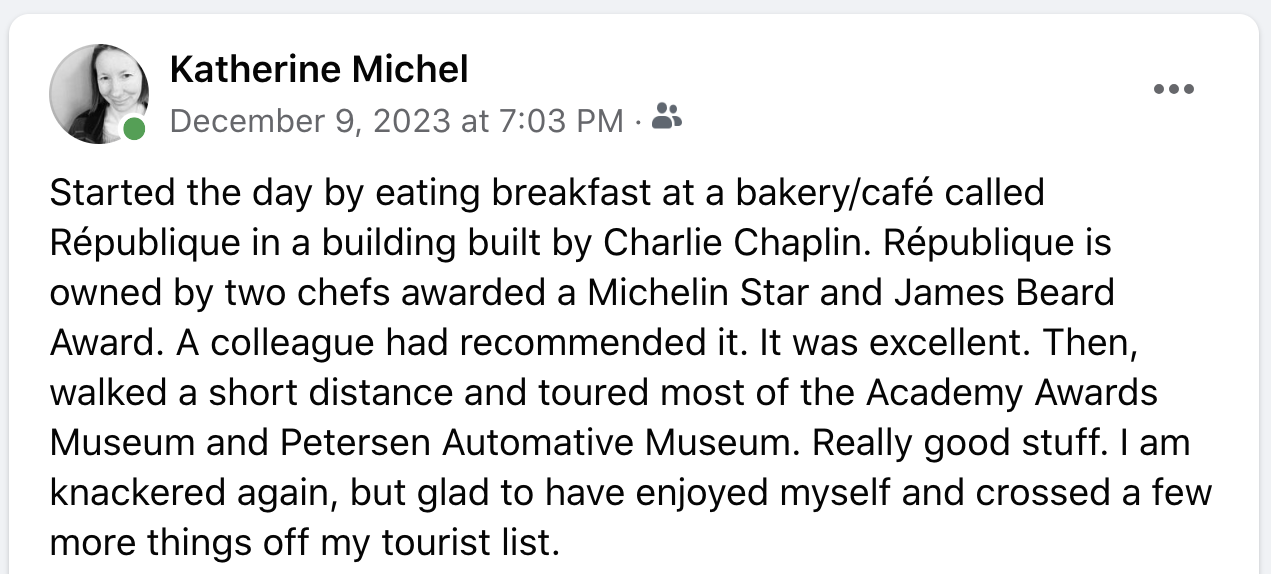 Katherine Michel
December 9, 2023 at 7:03 PM ·
Started the day by eating breakfast at a bakery/café called
République in a building built by Charlie Chaplin. République is
owned by two chefs awarded a Michelin Star and James Beard
Award. A colleague had recommended it. It was excellent. Then,
walked a short distance and toured most of the Academy Awards
Museum and Petersen Automative Museum. Really good stuff. I am
knackered again, but glad to have enjoyed myself and crossed a few
more things off my tourist list.